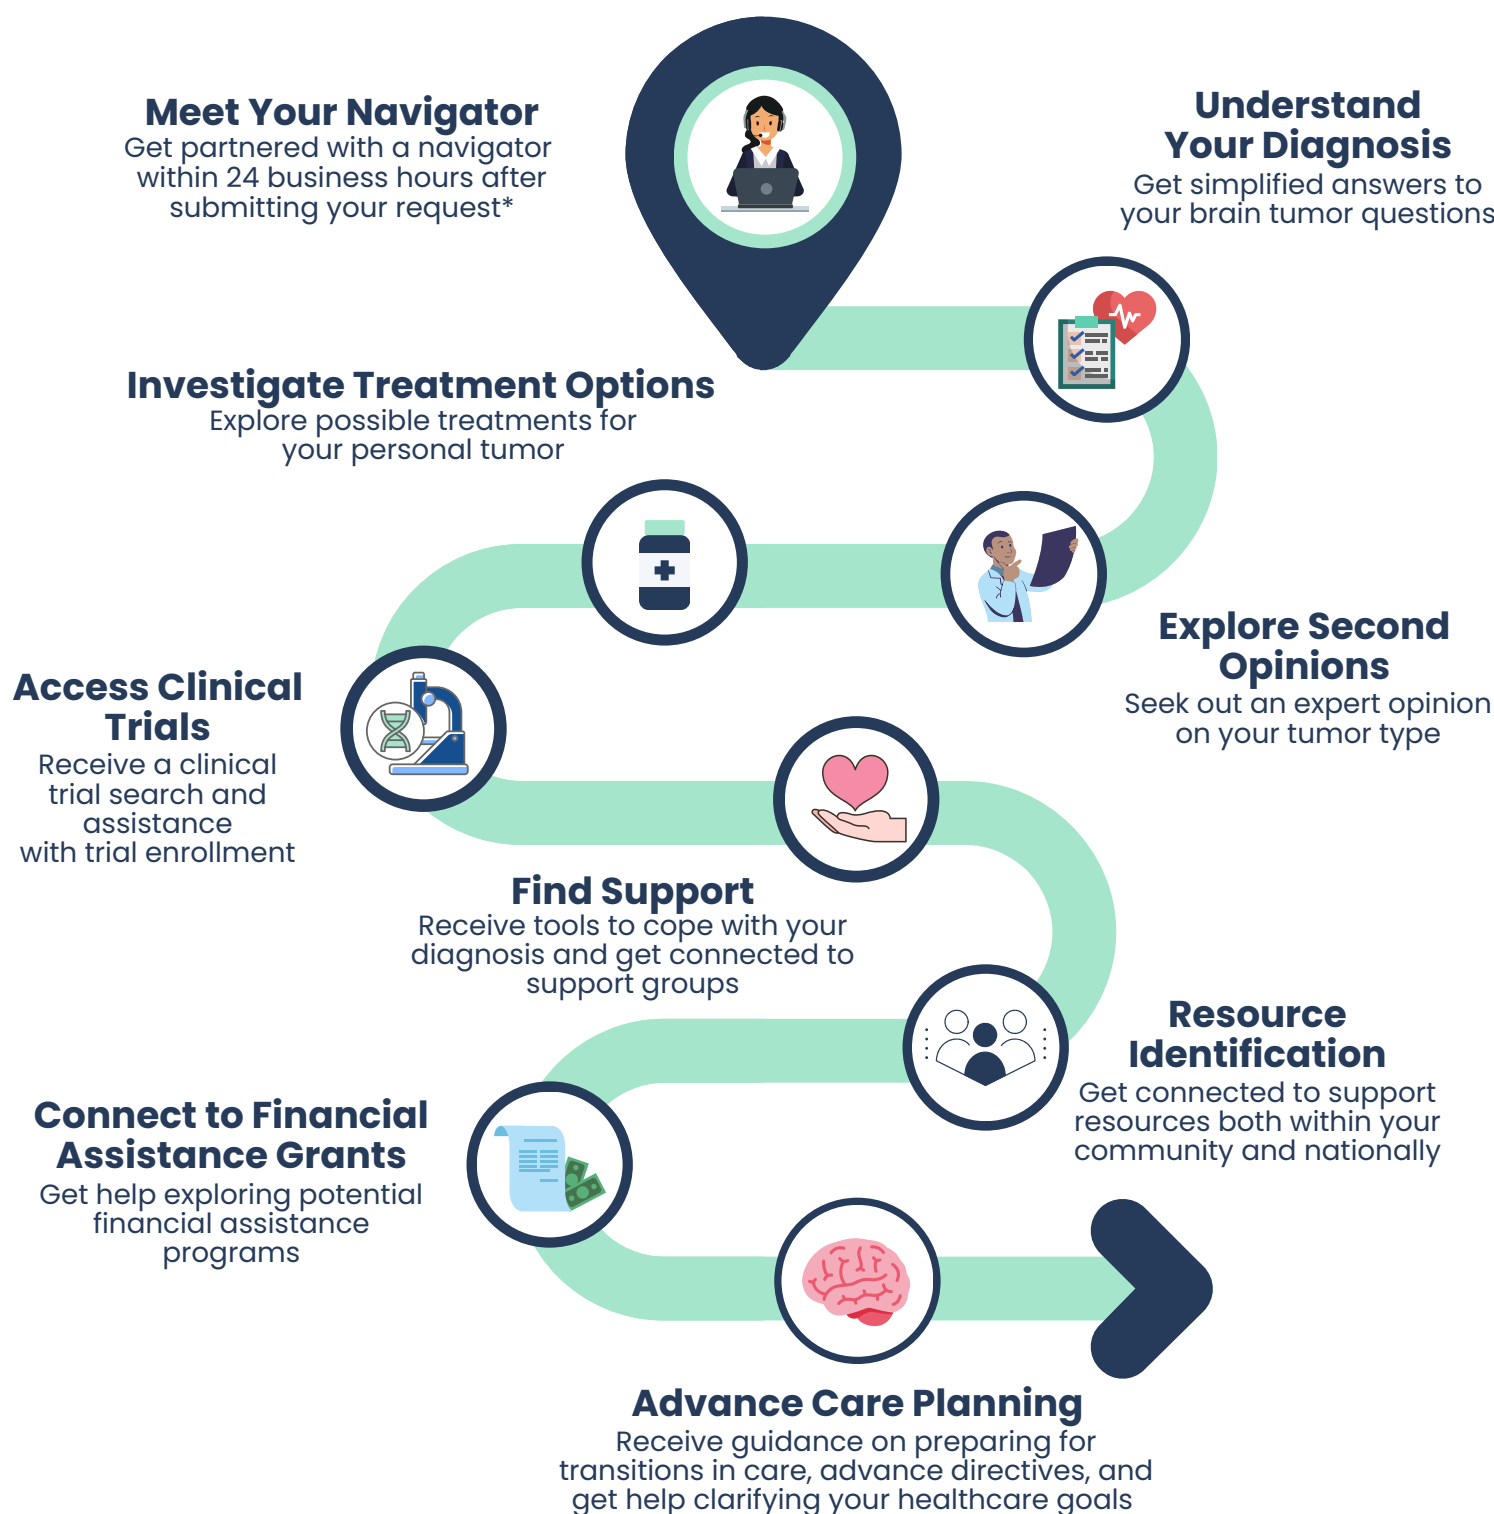 Meet Your Navigator
Get partnered with a navigator
within 24 business hours after
submitting your request*
Understand
Your Diagnosis
Get simplified answers to
your brain tumor questions
Explore Second
Opinions
Seek out an expert opinion
on your tumor type
Investigate Treatment Options
Explore possible treatments for
your personal tumor
Access Clinical
Trials
Receive a clinical
trial search and
assistance
with trial enrollment
Find Support
Receive tools to cope with your
diagnosis and get connected to
support groups
Resource
Identification
Get connected to support
resources both within your
community and nationally
Connect to Financial
Assistance Grants
Get help exploring potential
financial assistance
programs
Advance Care Planning
Receive guidance on preparing for
transitions in care, advance directives, and
get help clarifying your healthcare goals